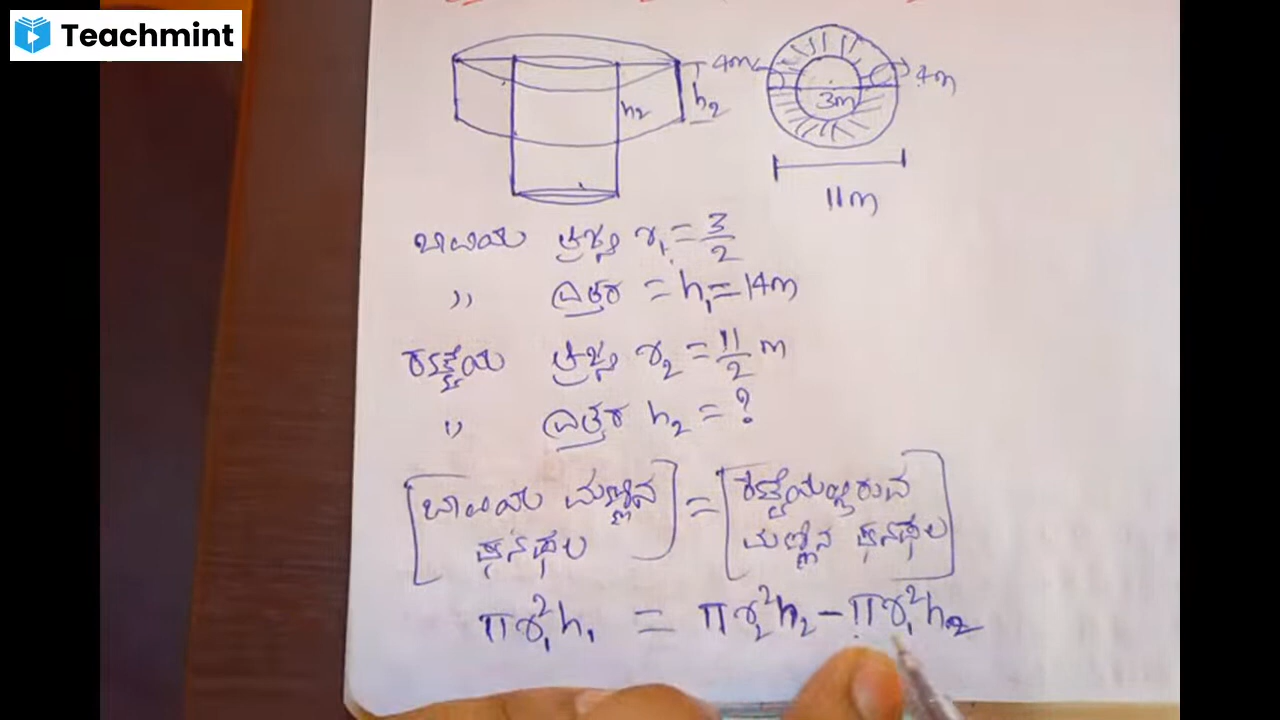 Teachmint
4m
4m
h2
h2
3m
11m
ಬಾವಿಯ ತ್ರಿಜ್ಯ r₁ = 3/2
,, ಎತ್ತರ = h₁ = 14m
ಕಟ್ಟೆಯ ತ್ರಿಜ್ಯ r₂ = 11/2 m
,, ಎತ್ತರ h₂ = ?
[ಬಾವಿಯ ಮಣ್ಣಿನ ಘನಫಲ] = [ಕಟ್ಟೆಯಲ್ಲಿರುವ ಮಣ್ಣಿನ ಘನಫಲ]
πr₁²h₁ = πr₂²h₂ − πr₁²h₂